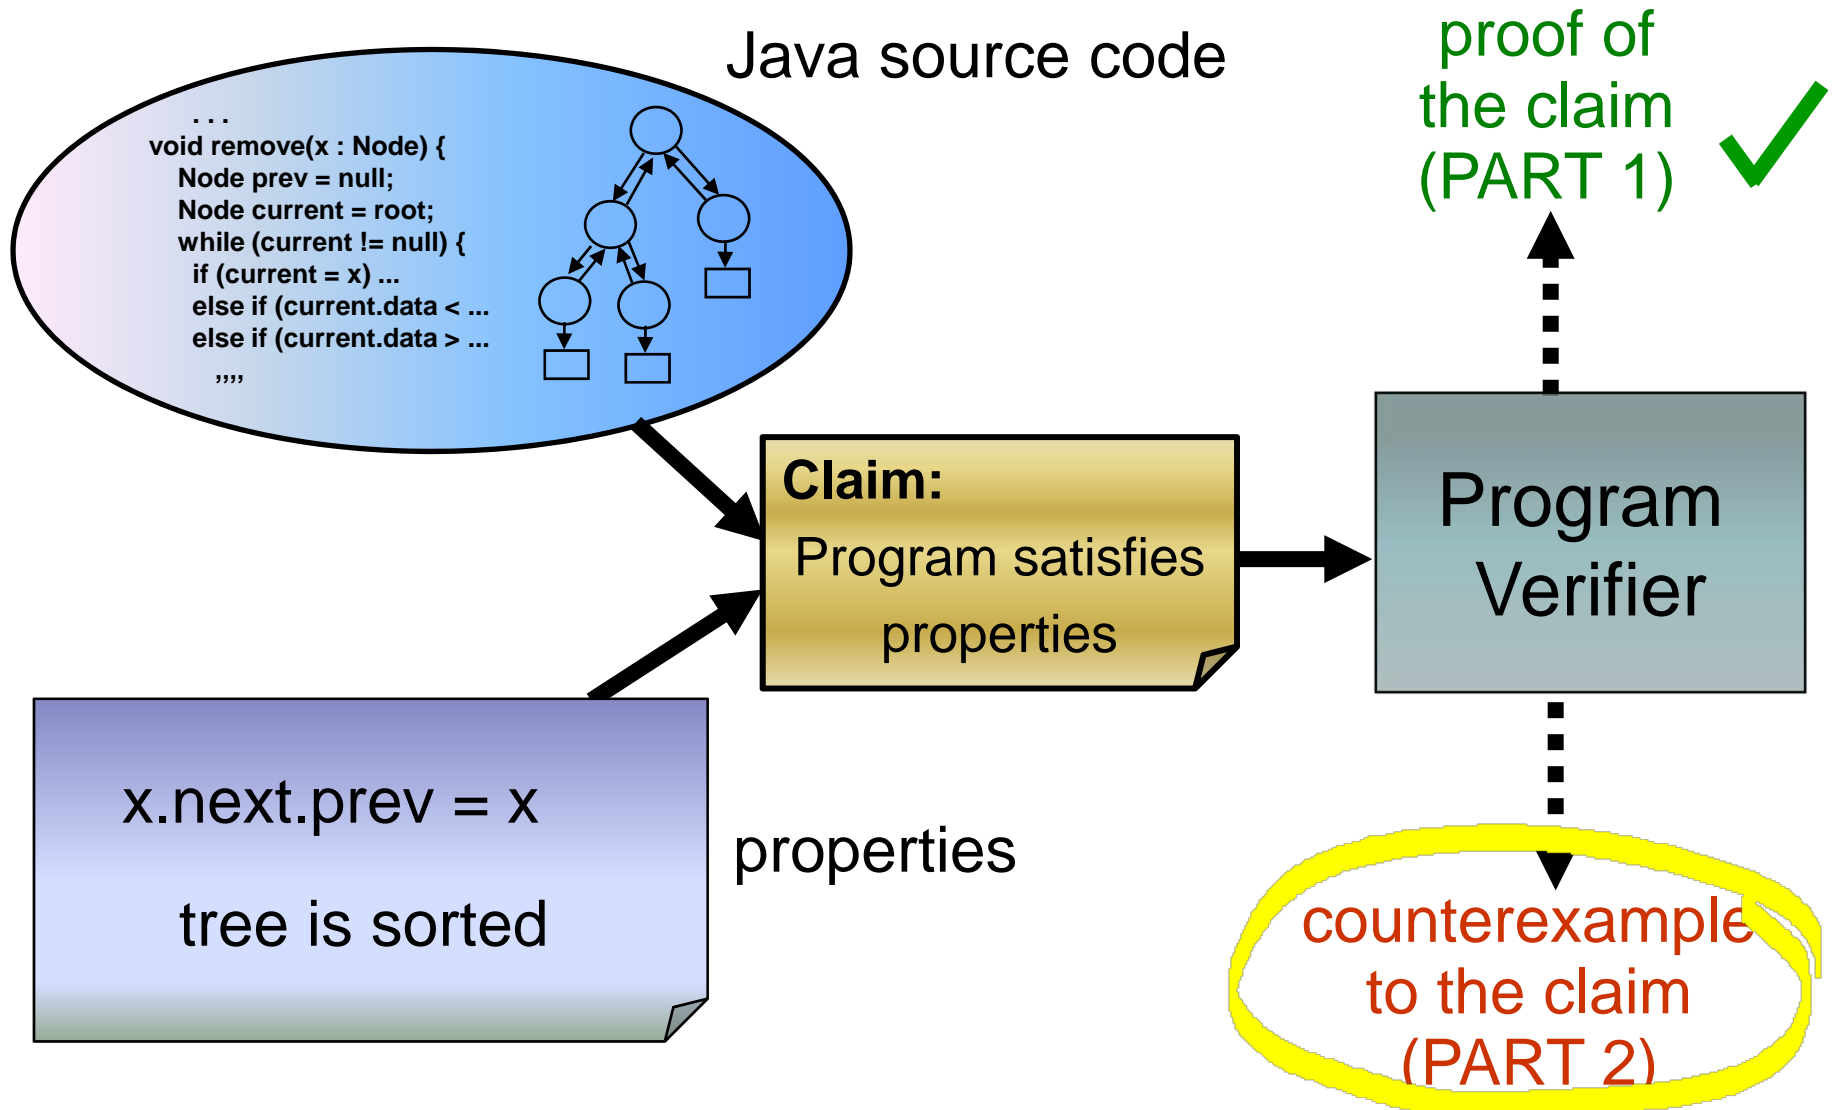 Java source code
. . .
void remove(x : Node) {
Node prev = null;
Node current = root;
while (current != null) {
if (current = x) ...
else if (current.data < ...
else if (current.data > ...
,,,,
proof of
the claim
(PART 1)
Claim:
Program satisfies
properties
Program
Verifier
x.next.prev = x
tree is sorted
properties
counterexample
to the claim
(PART 2)